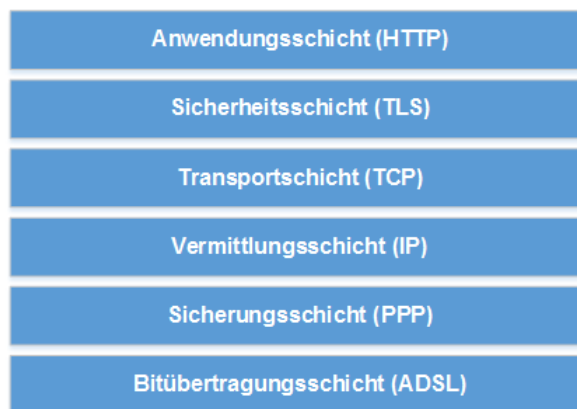 Anwendungsschicht (HTTP)
Sicherheitsschicht (TLS)
Transportschicht (TCP)
Vermittlungsschicht (IP)
Sicherungsschicht (PPP)
Bitübertragungsschicht (ADSL)